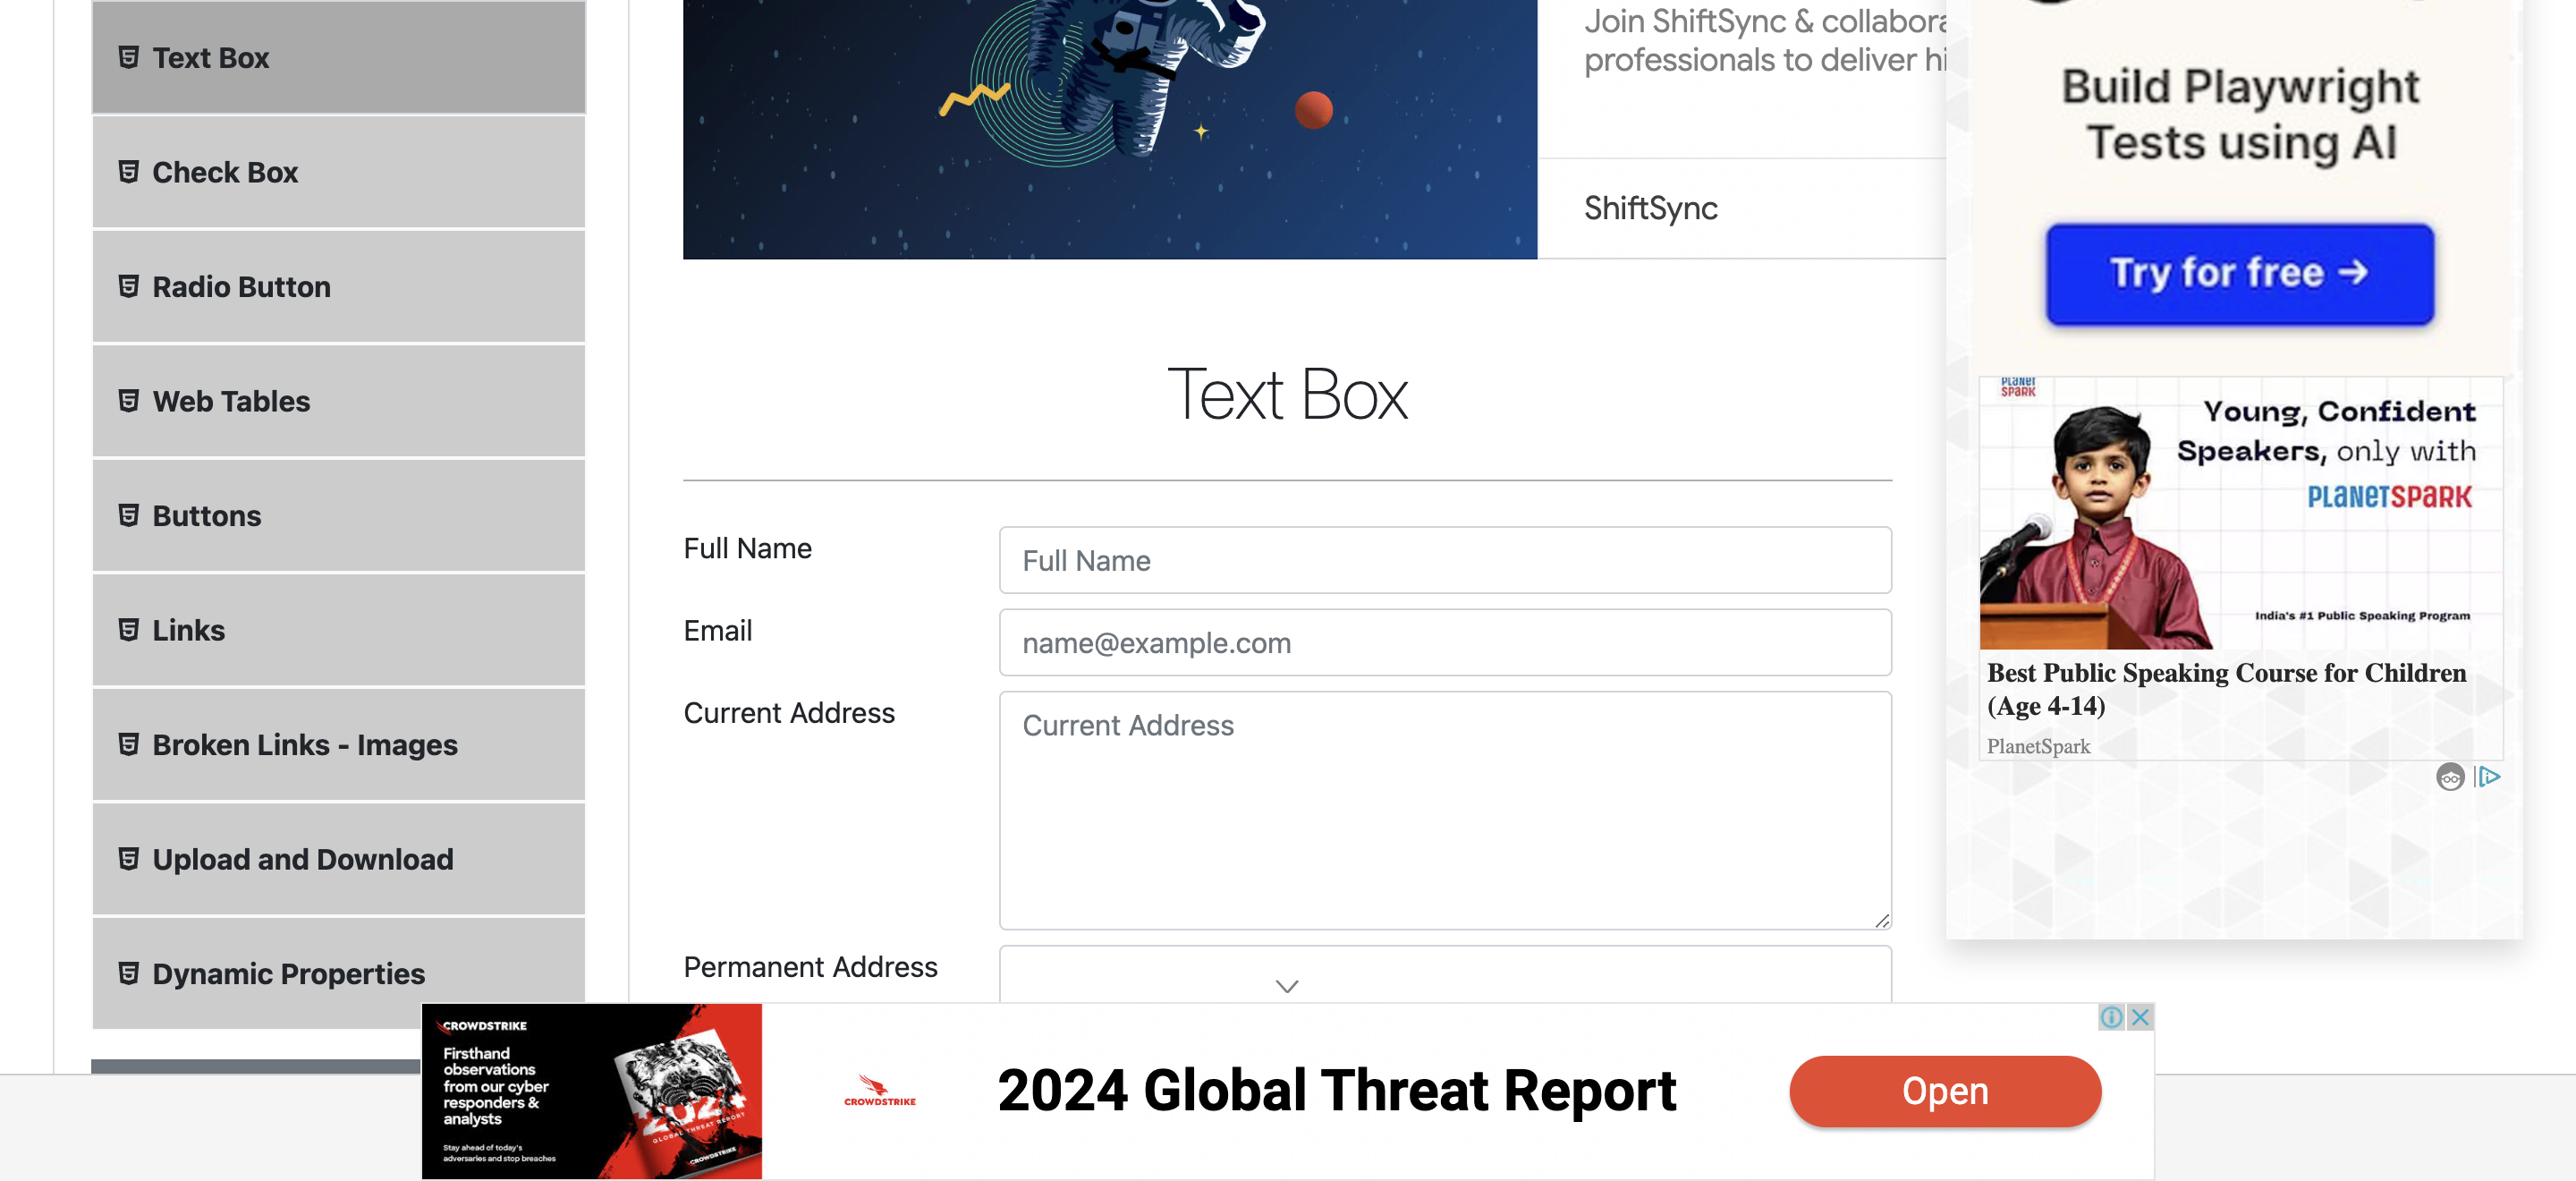 Text Box
Check Box
Radio Button
Web Tables
Buttons
Links
Broken Links - Images
Upload and Download
Dynamic Properties
Join ShiftSync & collabora
professionals to deliver hi
ShiftSync
Text Box
Full Name
Full Name
Email
name@example.com
Current Address
Current Address
Permanent Address
Build Playwright
Tests using AI
Try for free →
PLANET
SPARK
Young, Confident
Speakers, only with
PLANETSPARK
India's #1 Public Speaking Program
Best Public Speaking Course for Children
(Age 4-14)
PlanetSpark
CROWDSTRIKE
Firsthand
observations
from our cyber
responders &
analysts
Stay ahead of today's
adversaries and stop breaches
2024
GLOBAL THREAT REPORT
CROWDSTRIKE
CROWDSTRIKE
2024 Global Threat Report
Open